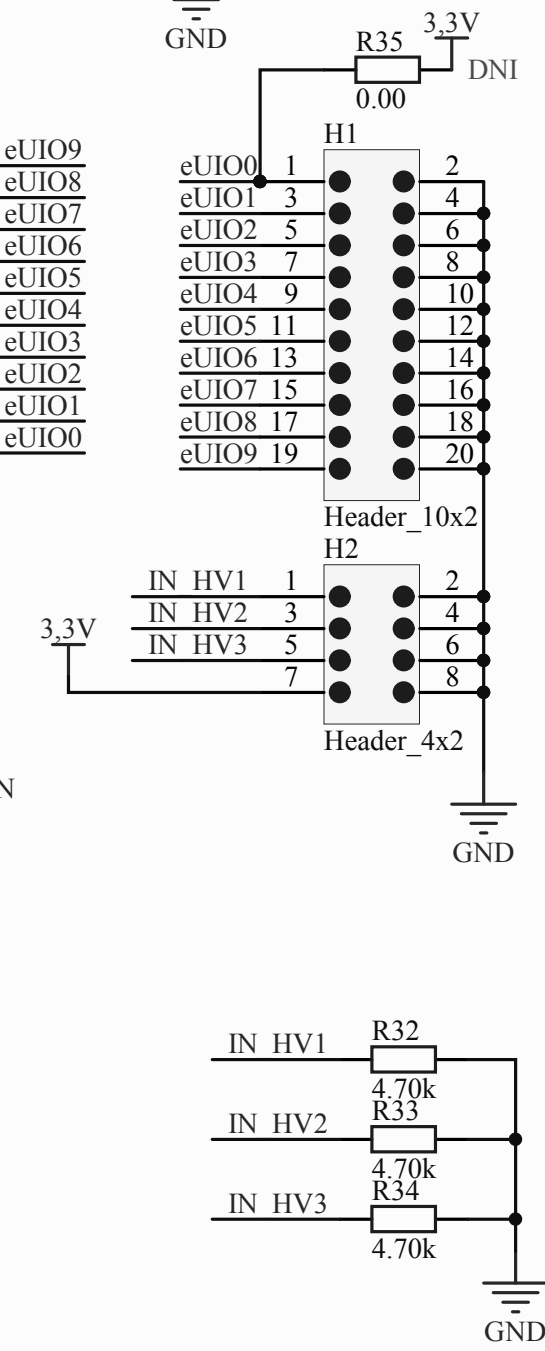 GND
3,3V
R35
DNI
0.00
H1
eUIO9
eUIO8
eUIO7
eUIO6
eUIO5
eUIO4
eUIO3
eUIO2
eUIO1
eUIO0
eUIO0 1 2
eUIO1 3 4
eUIO2 5 6
eUIO3 7 8
eUIO4 9 10
eUIO5 11 12
eUIO6 13 14
eUIO7 15 16
eUIO8 17 18
eUIO9 19 20
Header_10x2
H2
IN HV1 1 2
IN HV2 3 4
3,3V
IN HV3 5 6
7 8
Header_4x2
N
GND
R32
IN HV1
4.70k
R33
IN HV2
4.70k
R34
IN HV3
4.70k
GND